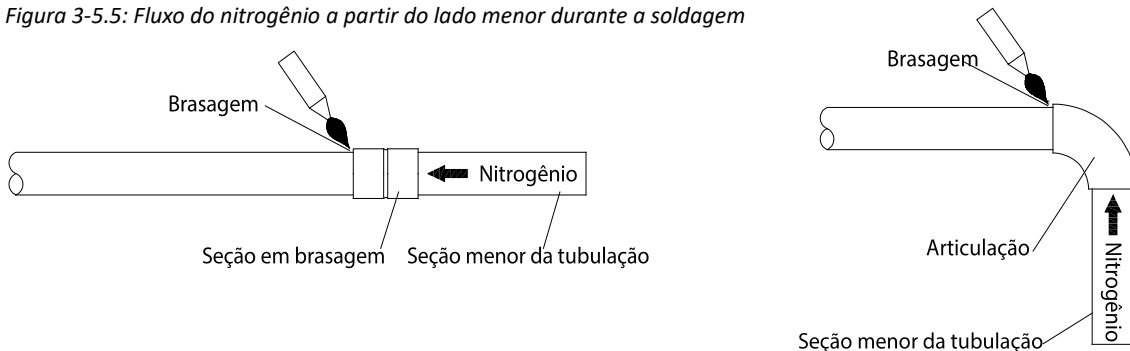 Figura 3-5.5: Fluxo do nitrogênio a partir do lado menor durante a soldagem
Brasagem
Nitrogênio
Seção em brasagem
Seção menor da tubulação
Brasagem
Articulação
Nitrogênio
Seção menor da tubulação